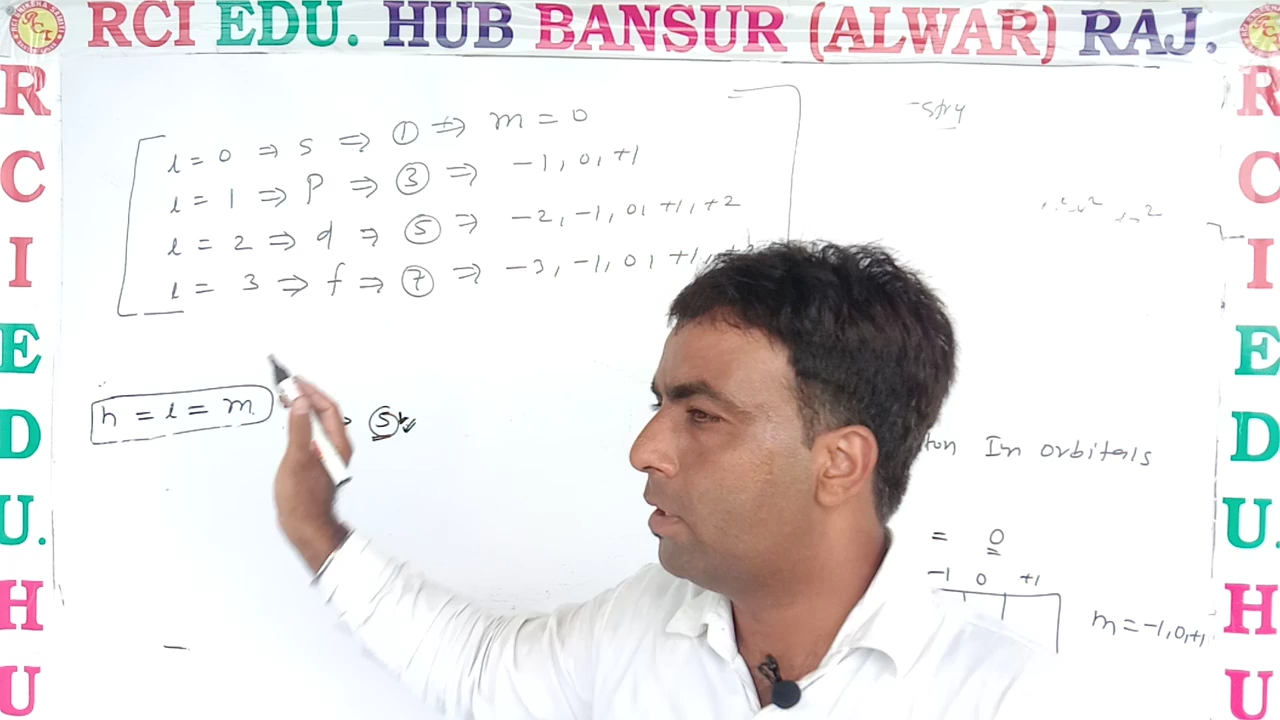 RCI EDU. HUB BANSUR (ALWAR) RAJ.
R
C
I
E
D
U.
H
U
l = 0 ⇒ s ⇒ ① ⇒ m = 0
l = 1 ⇒ p ⇒ ③ ⇒ -1, 0, +1
l = 2 ⇒ d ⇒ ⑤ ⇒ -2, -1, 0, +1, +2
l = 3 ⇒ f ⇒ ⑦ ⇒ -3, -1, 0, +1,
n = l = m
In orbitals
= 0
-1 0 +1
m = -1, 0, +1
R
C
I
E
D
U.
H
U